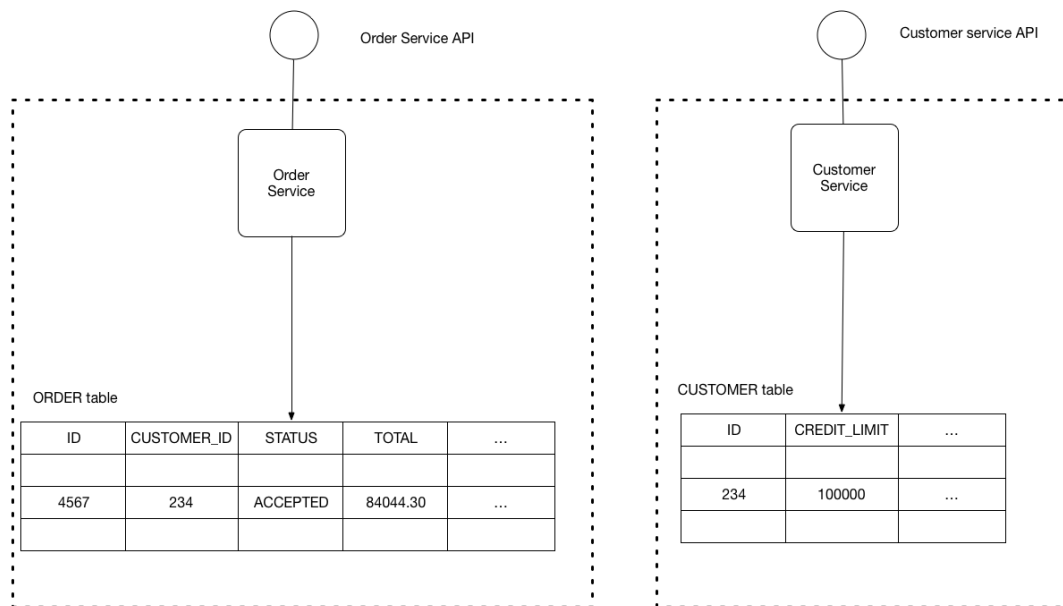 Order Service API
Customer service API
Order
Service
Customer
Service
ORDER table
ID CUSTOMER_ID STATUS TOTAL ...
4567 234 ACCEPTED 84044.30 ...
CUSTOMER table
ID CREDIT_LIMIT ...
234 100000 ...